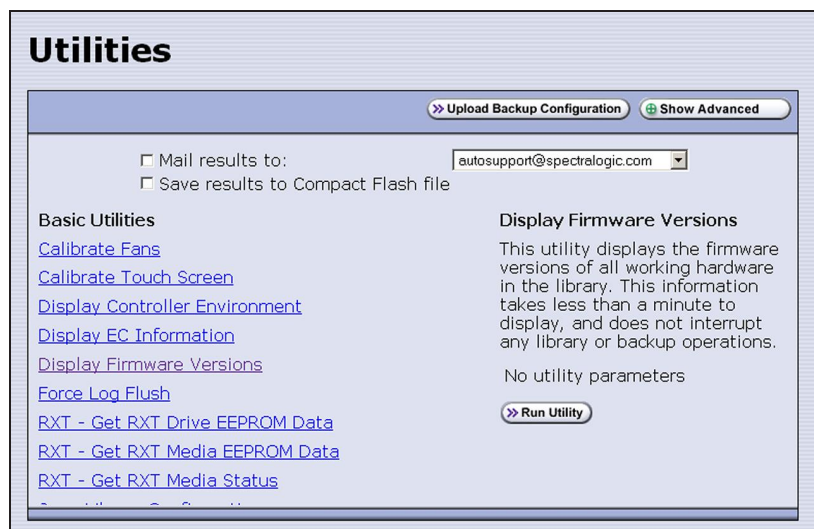 Utilities
Upload Backup Configuration
Show Advanced
Mail results to:
autosupport@spectralogic.com
Save results to Compact Flash file
Basic Utilities
Calibrate Fans
Calibrate Touch Screen
Display Controller Environment
Display EC Information
Display Firmware Versions
Force Log Flush
RXT - Get RXT Drive EEPROM Data
RXT - Get RXT Media EEPROM Data
RXT - Get RXT Media Status
Display Firmware Versions
This utility displays the firmware
versions of all working hardware
in the library. This information
takes less than a minute to
display, and does not interrupt
any library or backup operations.
No utility parameters
Run Utility